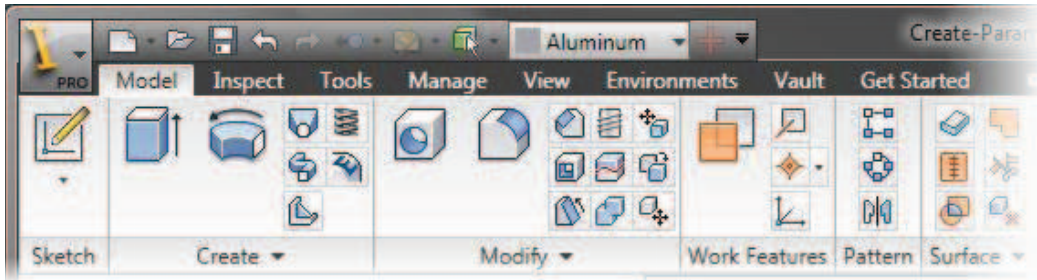 Aluminum Create-Param
PRO Model Inspect Tools Manage View Environments Vault Get Started
Sketch Create Modify Work Features Pattern Surface